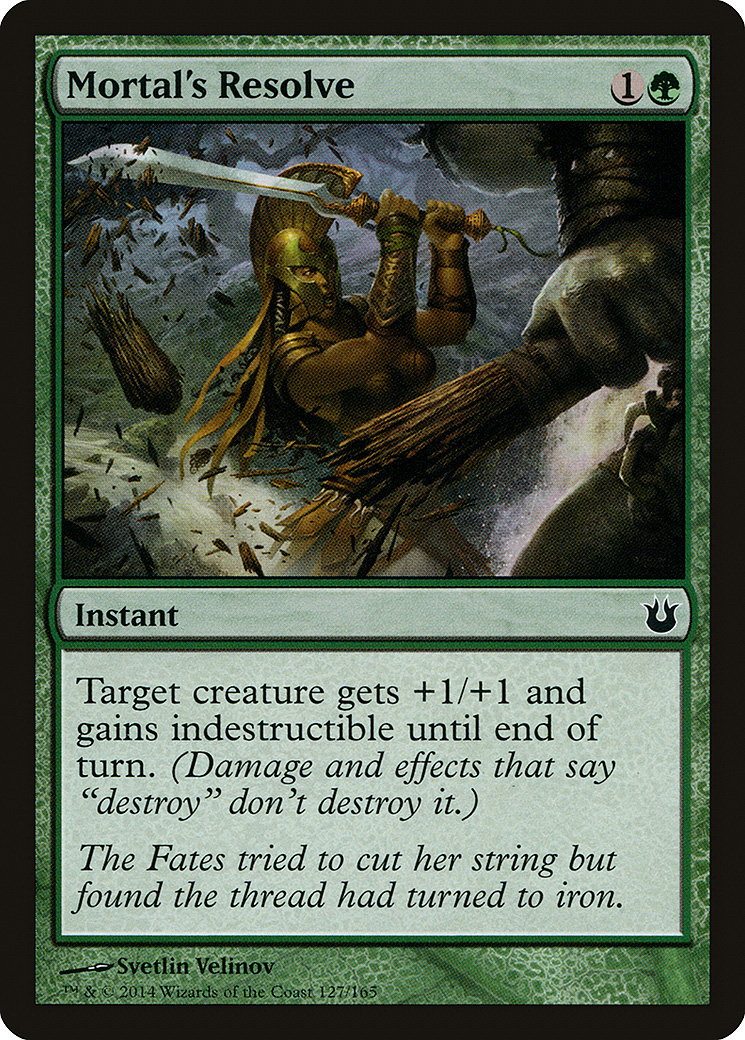 Mortal's Resolve 1
Instant
Target creature gets +1/+1 and
gains indestructible until end of
turn. (Damage and effects that say
“destroy” don't destroy it.)
The Fates tried to cut her string but
found the thread had turned to iron.
Svetlin Velinov
™ & © 2014 Wizards of the Coast 127/165